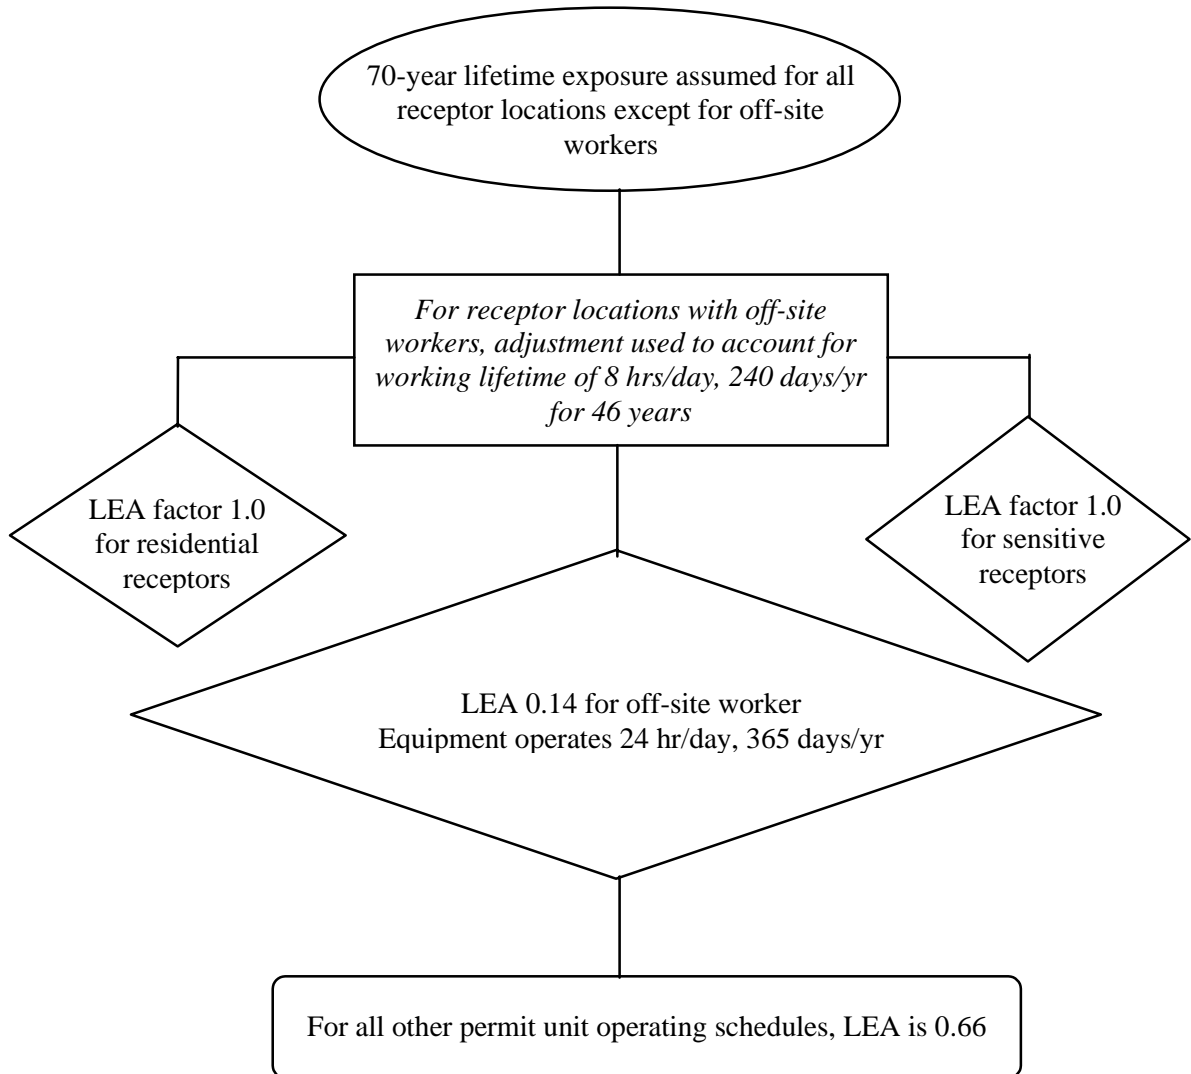 70-year lifetime exposure assumed for all
receptor locations except for off-site
workers
For receptor locations with off-site
workers, adjustment used to account for
working lifetime of 8 hrs/day, 240 days/yr
for 46 years
LEA factor 1.0
for residential
receptors
LEA factor 1.0
for sensitive
receptors
LEA 0.14 for off-site worker
Equipment operates 24 hr/day, 365 days/yr
For all other permit unit operating schedules, LEA is 0.66